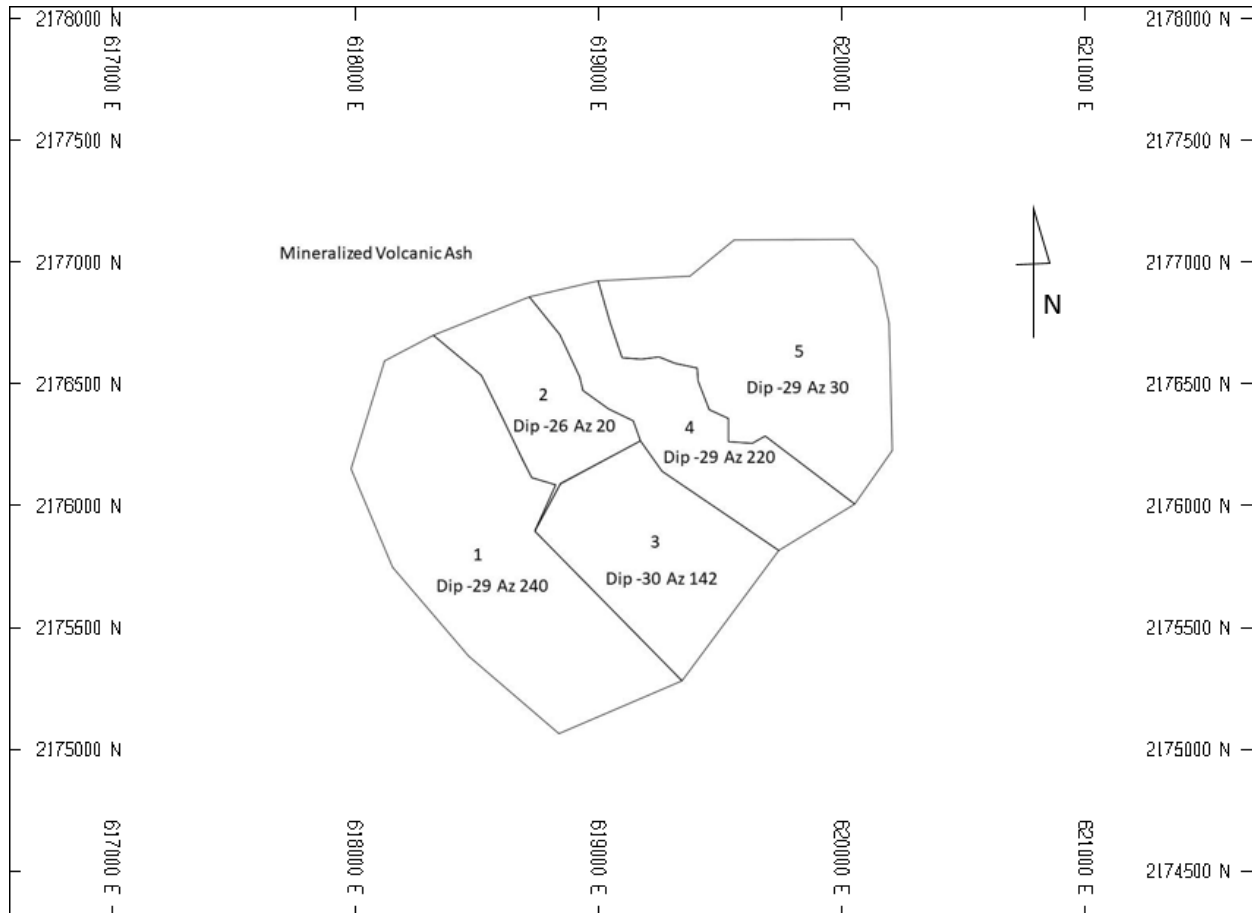 2178000 N
2178000 N
617000 E
618000 E
619000 E
620000 E
621000 E
2177500 N
2177500 N
Mineralized Volcanic Ash
2177000 N
2177000 N
N
5
Dip -29 Az 30
2176500 N
2176500 N
2
Dip -26 Az 20
4
Dip -29 Az 220
2176000 N
2176000 N
3
Dip -30 Az 142
1
Dip -29 Az 240
2175500 N
2175500 N
2175000 N
2175000 N
617000 E
618000 E
619000 E
620000 E
621000 E
2174500 N
2174500 N